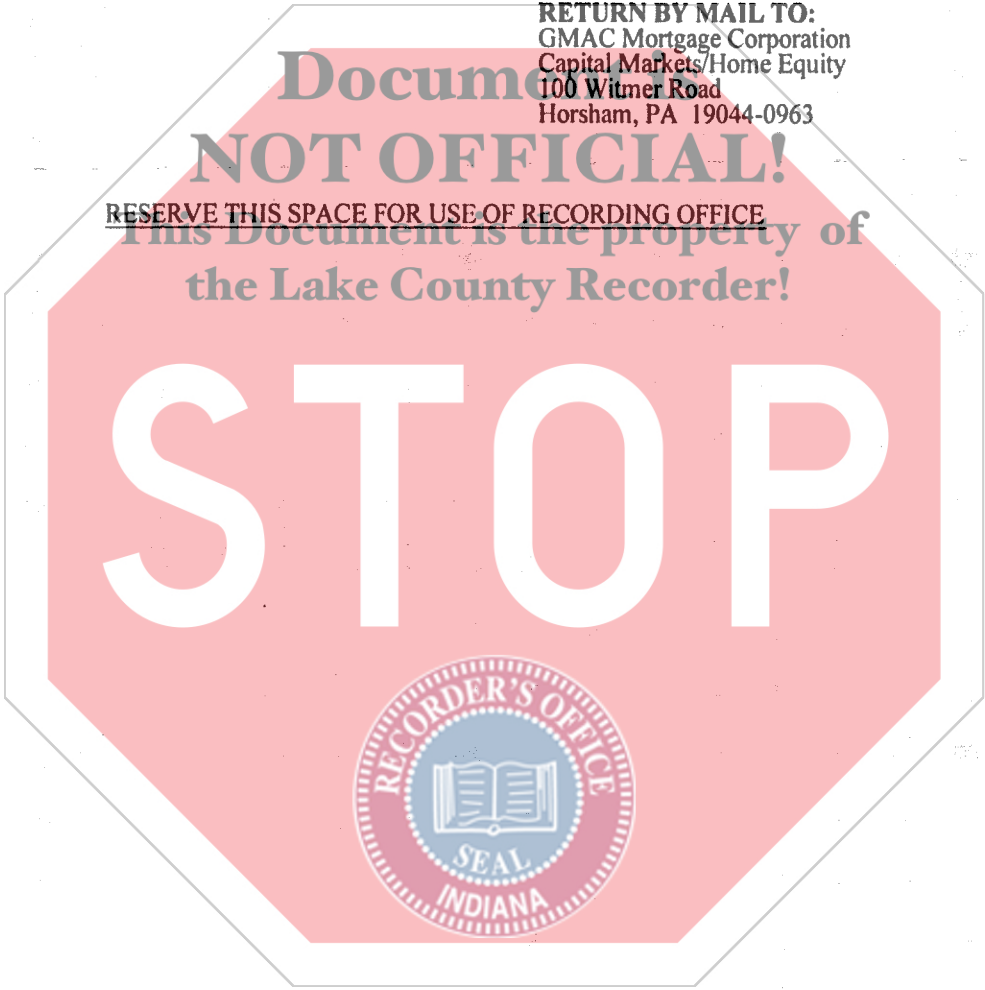 RETURN BY MAIL TO:
GMAC Mortgage Corporation
Capital Markets/Home Equity
100 Witmer Road
Horsham, PA 19044-0963
Document is
NOT OFFICIAL!
RESERVE THIS SPACE FOR USE OF RECORDING OFFICE
This Document is the property of
the Lake County Recorder!
STOP
RECORDER'S OFFICE
SEAL
INDIANA